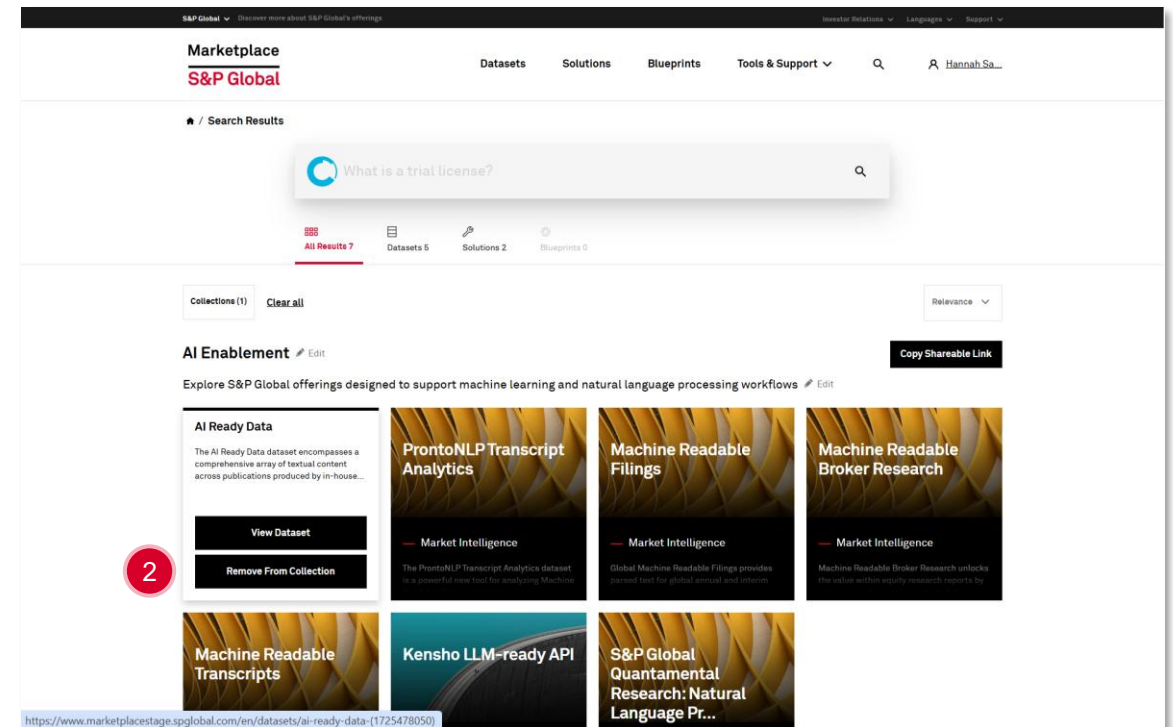 S&P Global Discover more about S&P Global's offerings
Investor Relations Languages Support
Marketplace
S&P Global
Datasets Solutions Blueprints Tools & Support Hannah Sa...
/ Search Results
What is a trial license?
All Results 7 Datasets 5 Solutions 2 Blueprints 0
Collections (1) Clear all Relevance
AI Enablement Edit
Copy Shareable Link
Explore S&P Global offerings designed to support machine learning and natural language processing workflows Edit
AI Ready Data
The AI Ready Data dataset encompasses a
comprehensive array of textual content
across publications produced by in-house...
View Dataset
2
Remove From Collection
ProntoNLP Transcript
Analytics
— Market Intelligence
The ProntoNLP Transcript Analytics dataset
is a powerful new tool for analyzing Machine
Machine Readable
Filings
— Market Intelligence
Global Machine Readable Filings provides
parsed text for global annual and interim
Machine Readable
Broker Research
— Market Intelligence
Machine Readable Broker Research unlocks
the value within equity research reports by
Machine Readable
Transcripts
Kensho LLM-ready API
S&P Global
Quantamental
Research: Natural
Language Pr...
https://www.marketplacestage.spglobal.com/en/datasets/ai-ready-data-(1725478050)